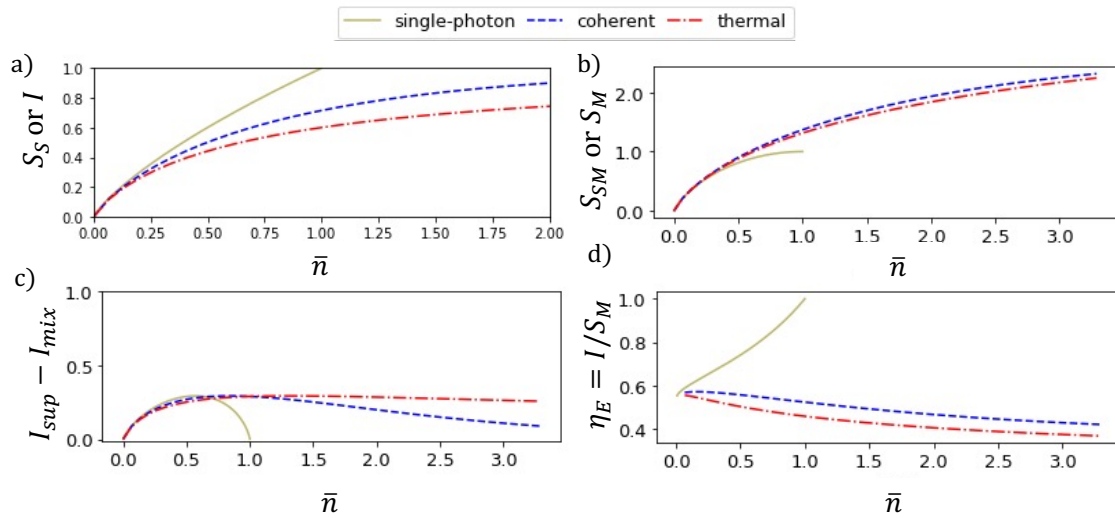 single-photon coherent thermal
a)
S_S or I
1.0
0.8
0.6
0.4
0.2
0.0
0.00 0.25 0.50 0.75 1.00 1.25 1.50 1.75 2.00
n̄
b)
S_SM or S_M
2.0
1.0
0.0
0.0 0.5 1.0 1.5 2.0 2.5 3.0
n̄
c)
I_sup − I_mix
1.0
0.5
0.0
0.0 0.5 1.0 1.5 2.0 2.5 3.0
n̄
d)
η_E = I/S_M
1.0
0.8
0.6
0.4
0.0 0.5 1.0 1.5 2.0 2.5 3.0
n̄